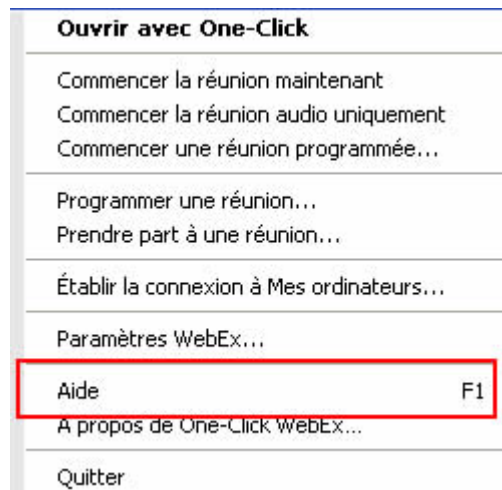 Ouvrir avec One-Click
Commencer la réunion maintenant
Commencer la réunion audio uniquement
Commencer une réunion programmée...
Programmer une réunion...
Prendre part à une réunion...
Établir la connexion à Mes ordinateurs...
Paramètres WebEx...
Aide F1
A propos de One-Click WebEx...
Quitter